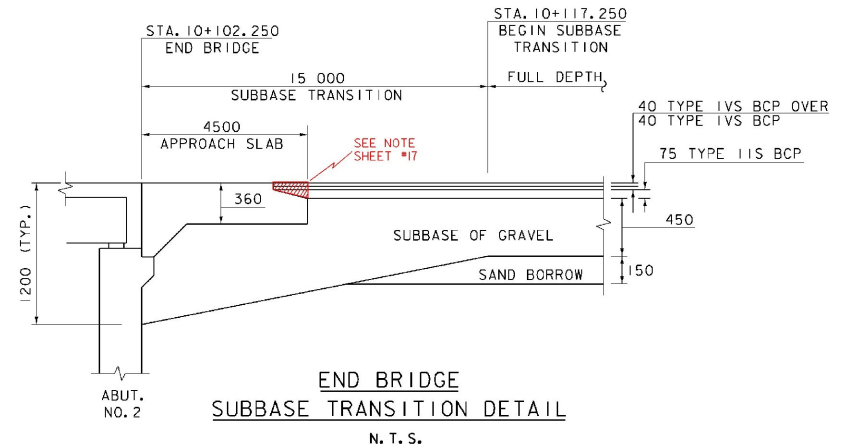 STA. 10+102.250
END BRIDGE
STA. 10+117.250
BEGIN SUBBASE
TRANSITION
15 000
SUBBASE TRANSITION
FULL DEPTH
4500
APPROACH SLAB
SEE NOTE
SHEET #17
40 TYPE IVS BCP OVER
40 TYPE IVS BCP
75 TYPE IIS BCP
360
1200 (TYP.)
SUBBASE OF GRAVEL
450
SAND BORROW
150
ABUT.
NO. 2
END BRIDGE
SUBBASE TRANSITION DETAIL
N.T.S.